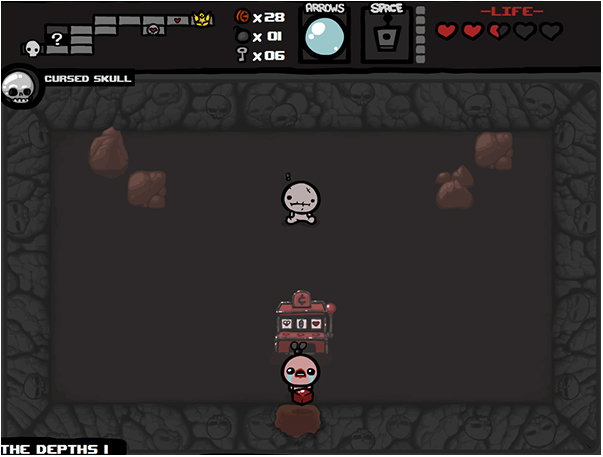 ?
x28
x01
x06
ARROWS
SPACE
-LIFE-
CURSED SKULL
THE DEPTHS I